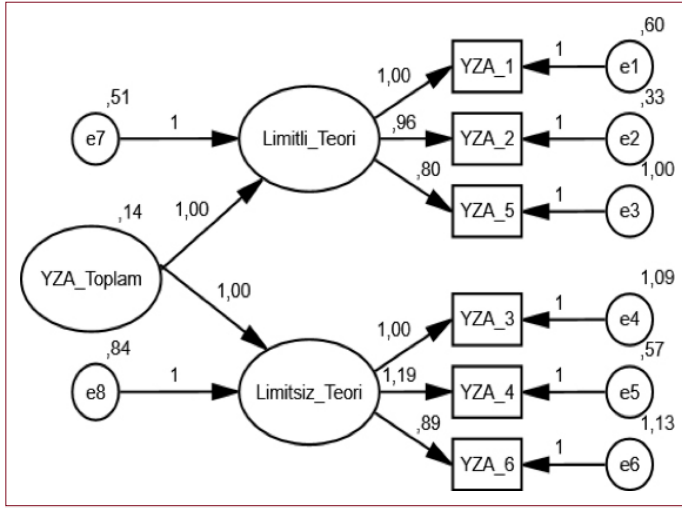 ,60
1
e1
YZA_1
1,00
,51
e7
1
Limitli_Teori
,96
YZA_2
1
,33
e2
,80
YZA_5
1
1,00
e3
,14
YZA_Toplam
1,00
1,00
1,09
1
e4
YZA_3
1,00
,84
e8
1
Limitsiz_Teori
1,19
YZA_4
1
,57
e5
,89
YZA_6
1
1,13
e6